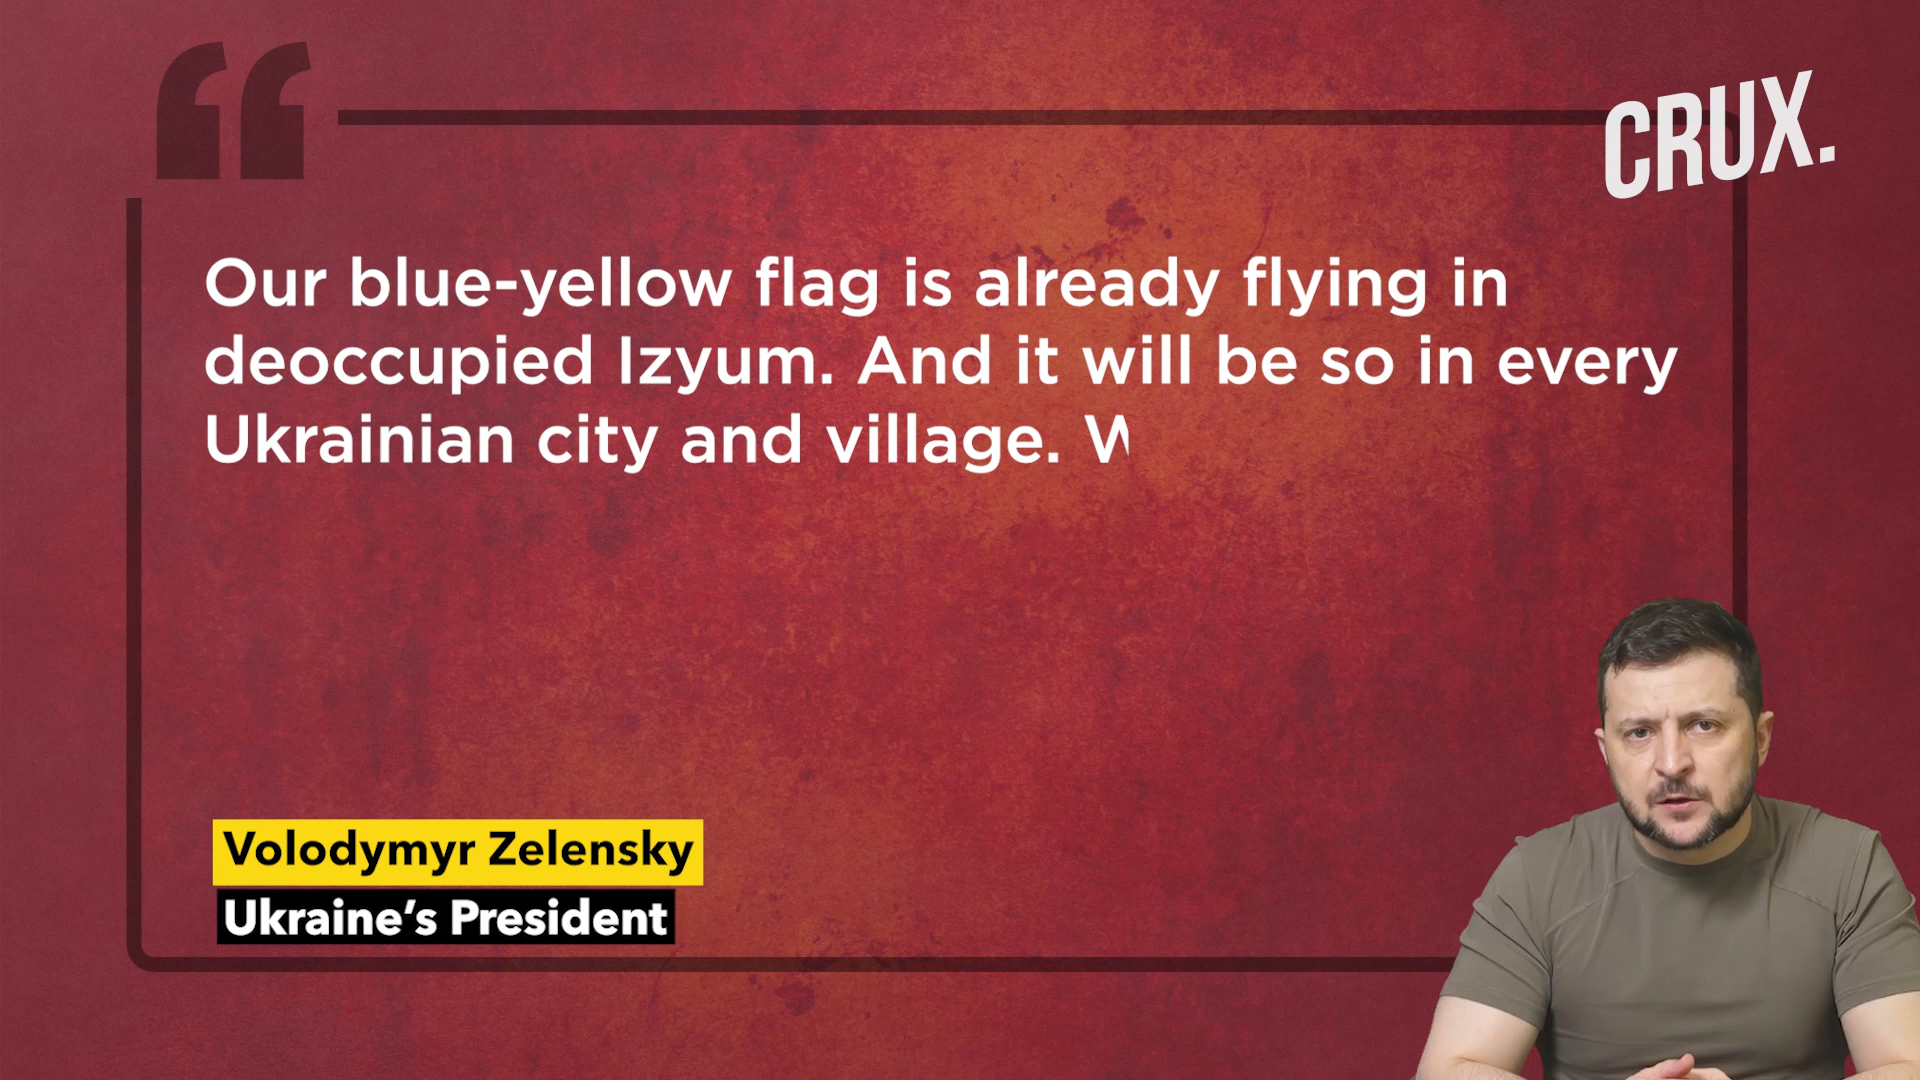 CRUX.
Our blue-yellow flag is already flying in
deoccupied Izyum. And it will be so in every
Ukrainian city and village.
Volodymyr Zelensky
Ukraine’s President